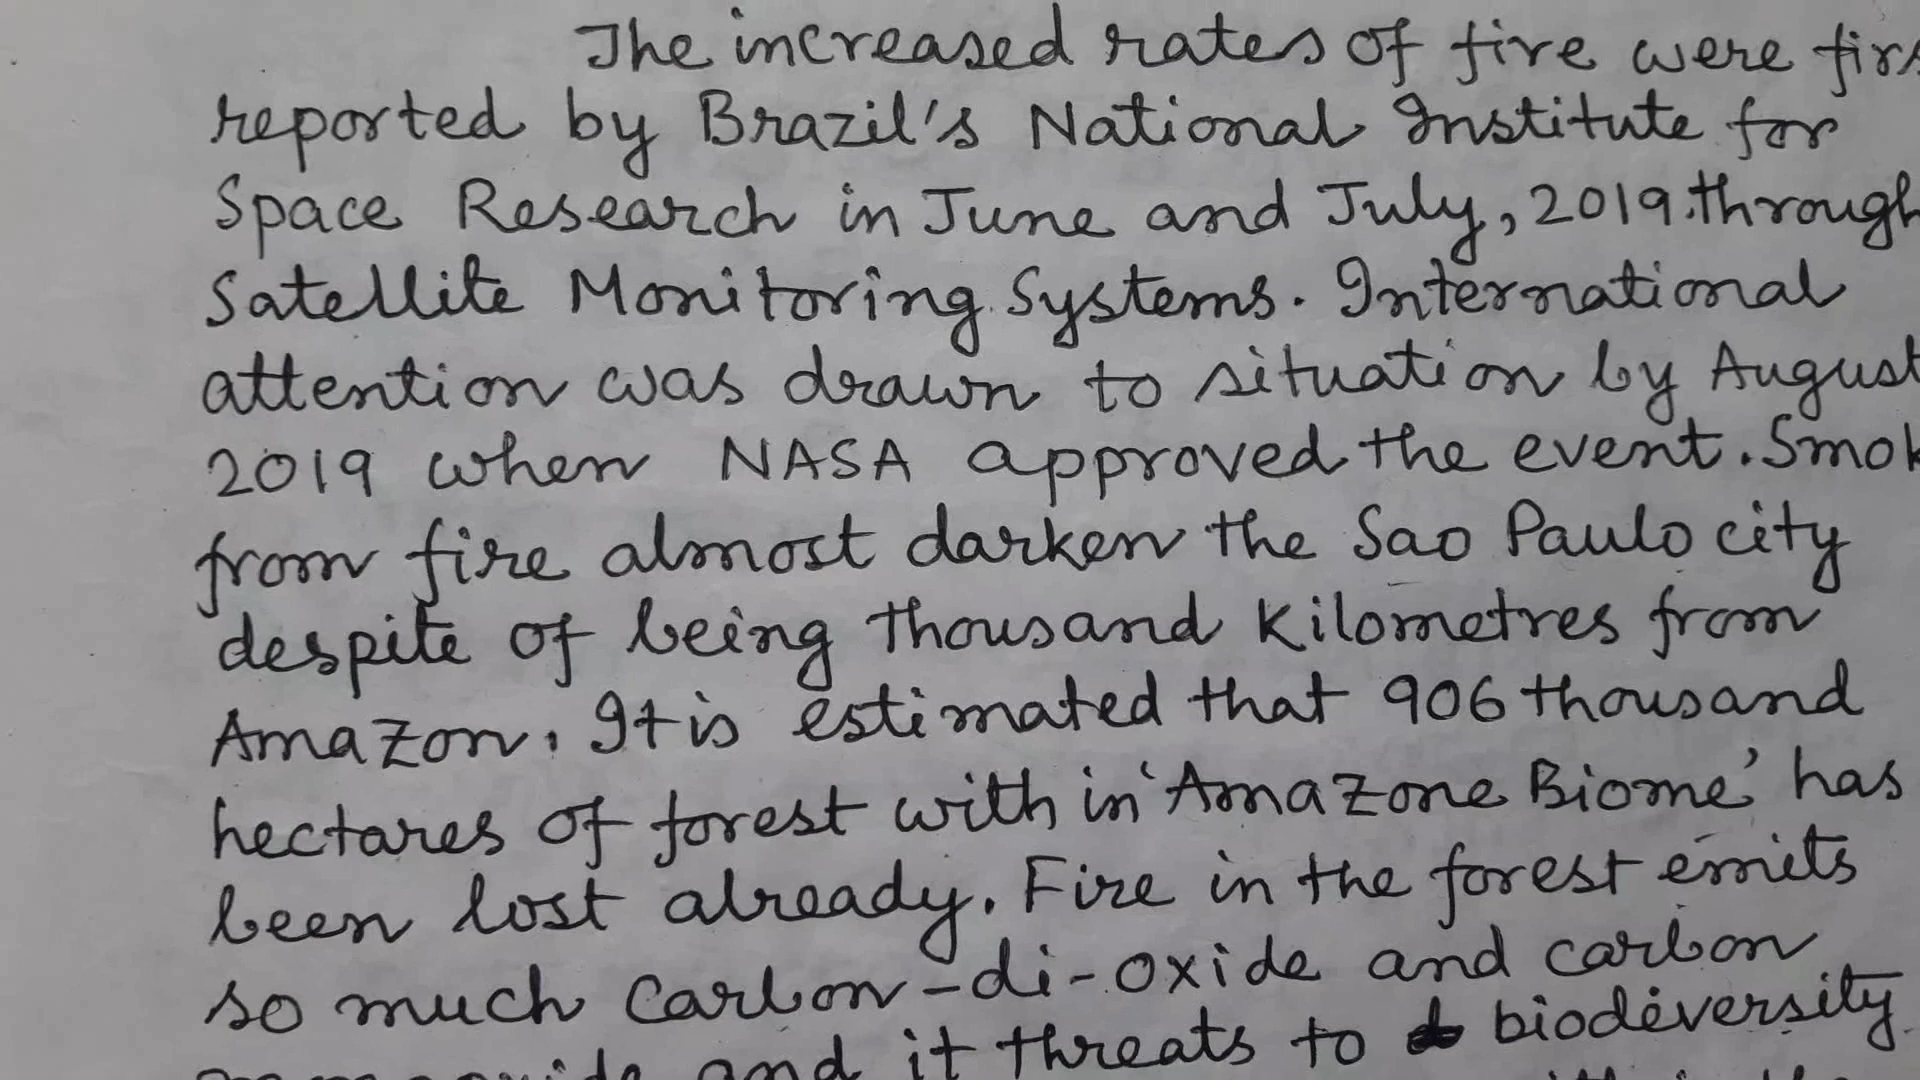 The increased rates of fire were firs
reported by Brazil's National Institute for
Space Research in June and July, 2019 through
Satellite Monitoring Systems. International
attention was drawn to situation by August
2019 when NASA approved the event. Smok
from fire almost darken the Sao Paulo city
despite of being thousand kilometres from
Amazon. It is estimated that 906 thousand
hectares of forest with in 'Amazone Biome' has
been lost already. Fire in the forest emits
so much carbon-di-oxide and carbon
and it threats to biodiversity